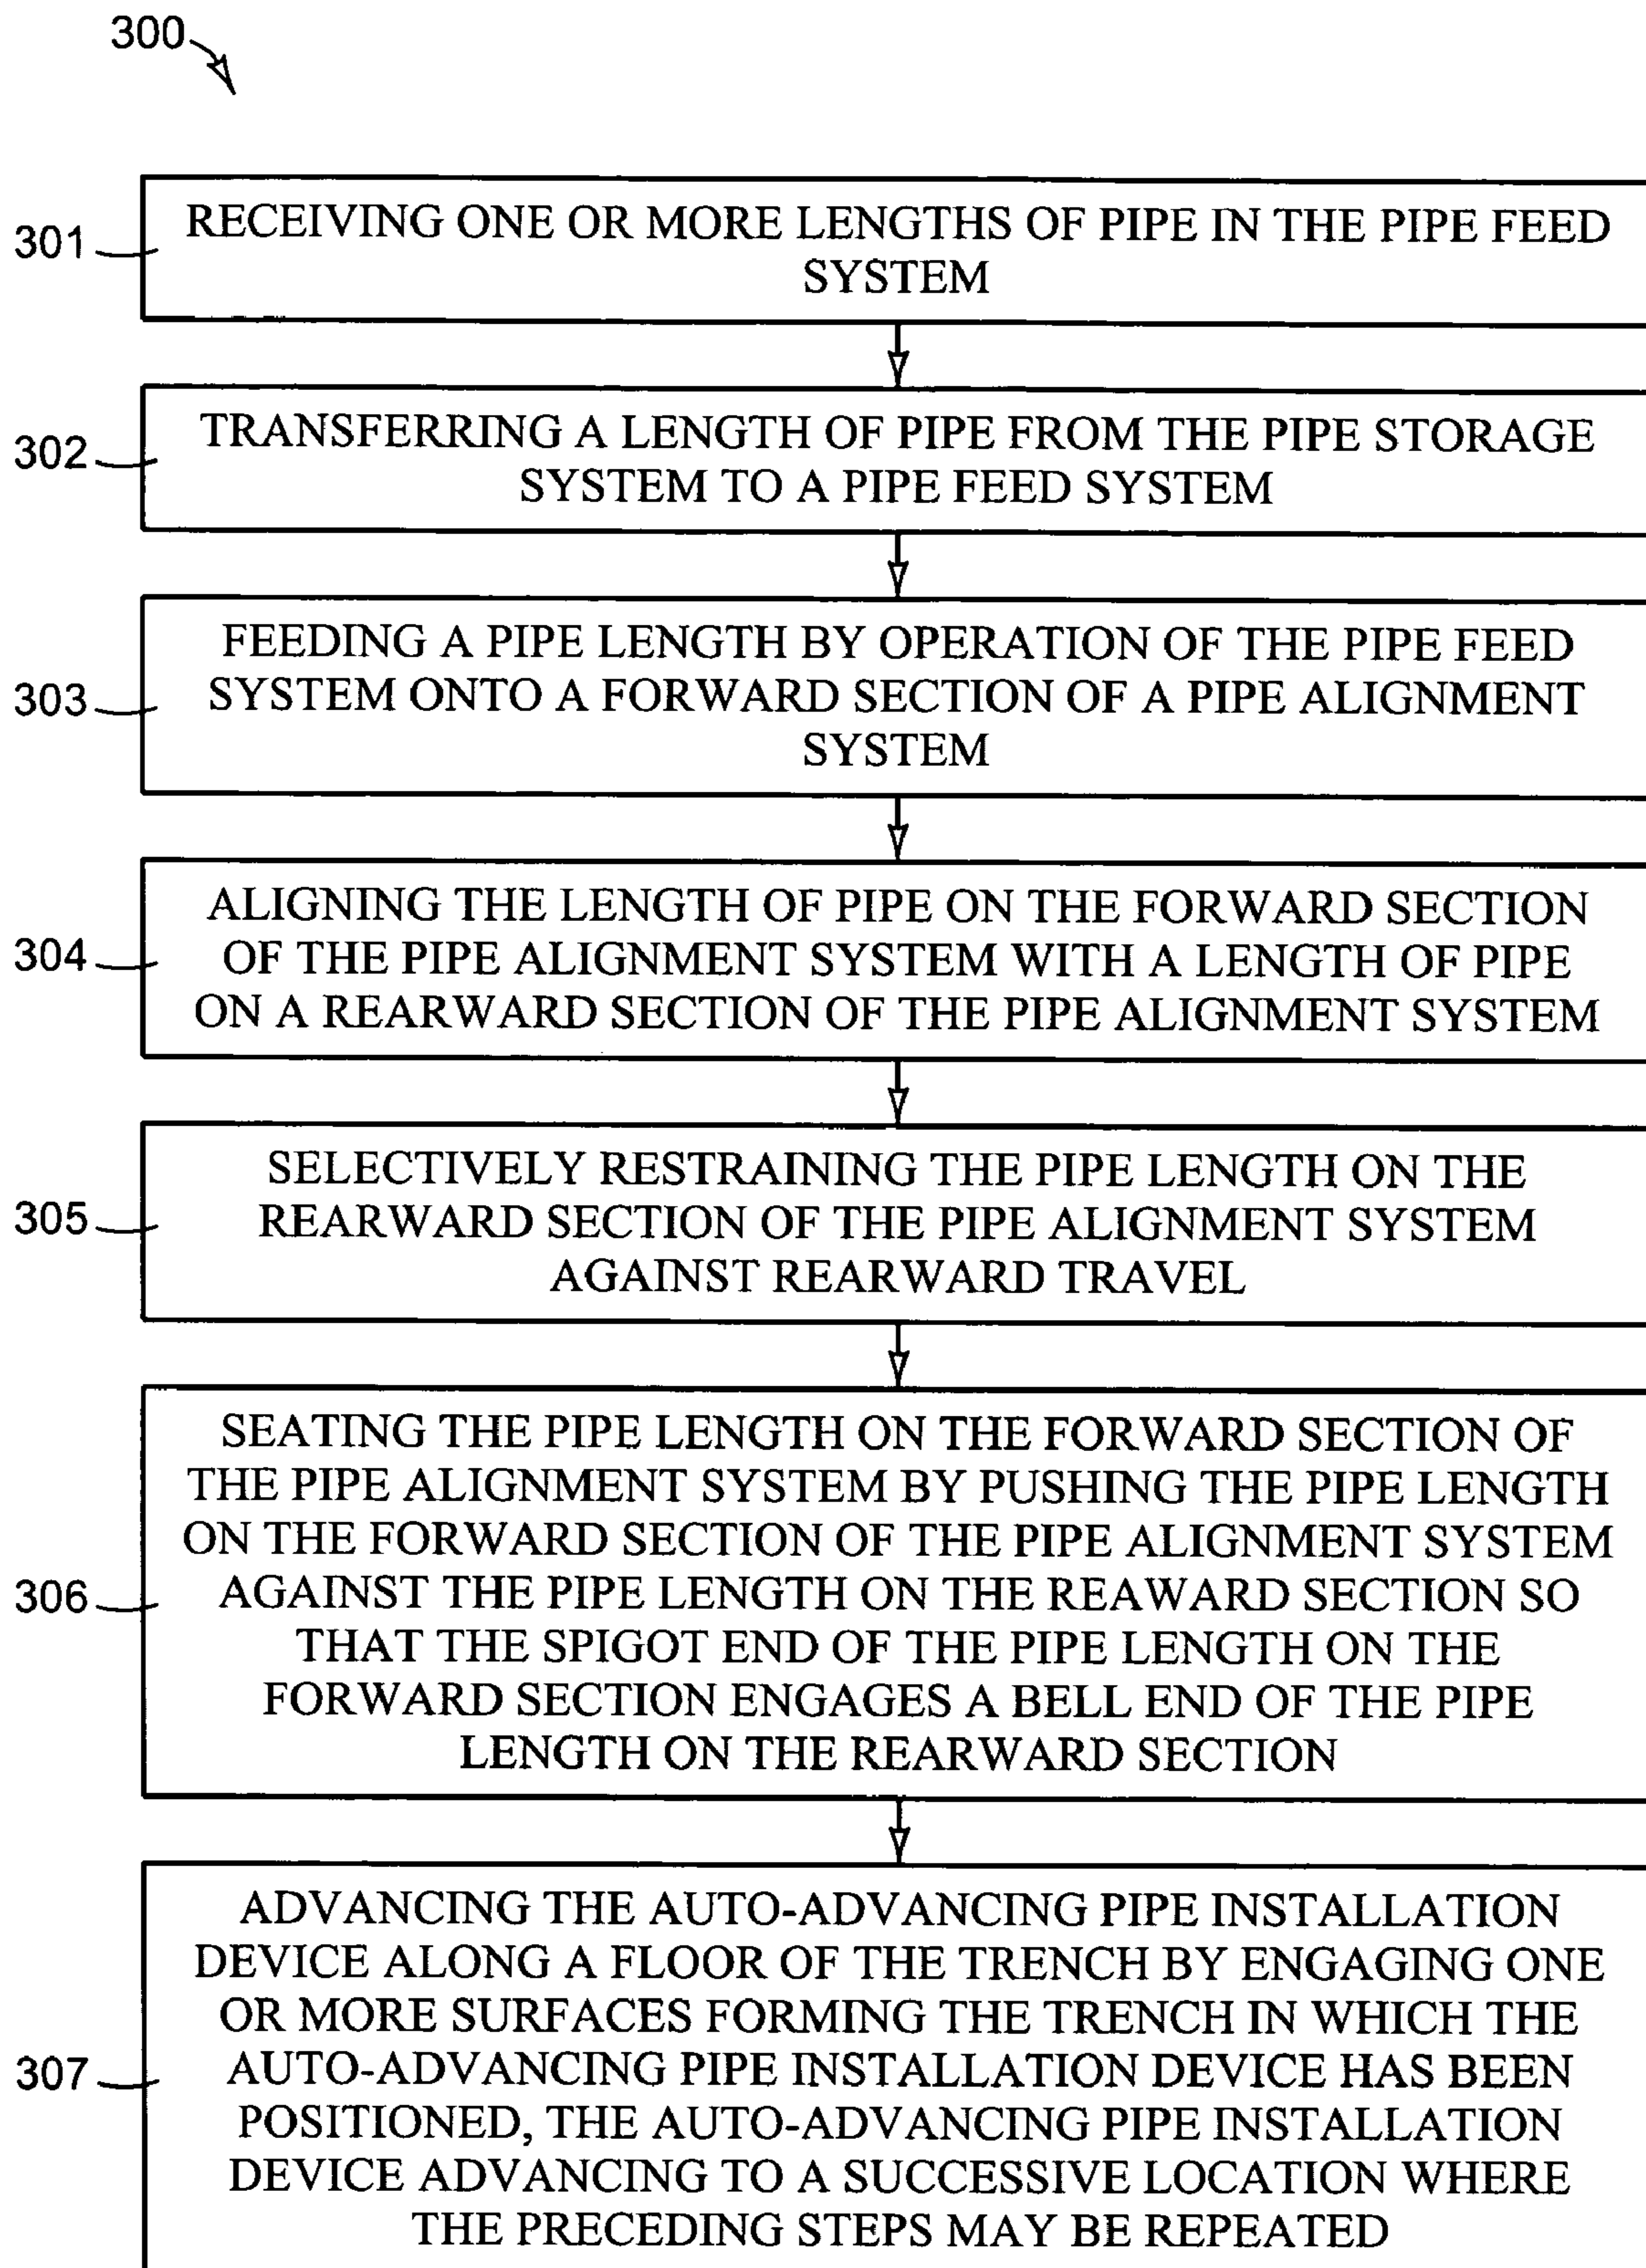 300
301
RECEIVING ONE OR MORE LENGTHS OF PIPE IN THE PIPE FEED
SYSTEM
302
TRANSFERRING A LENGTH OF PIPE FROM THE PIPE STORAGE
SYSTEM TO A PIPE FEED SYSTEM
303
FEEDING A PIPE LENGTH BY OPERATION OF THE PIPE FEED
SYSTEM ONTO A FORWARD SECTION OF A PIPE ALIGNMENT
SYSTEM
304
ALIGNING THE LENGTH OF PIPE ON THE FORWARD SECTION
OF THE PIPE ALIGNMENT SYSTEM WITH A LENGTH OF PIPE
ON A REARWARD SECTION OF THE PIPE ALIGNMENT SYSTEM
305
SELECTIVELY RESTRAINING THE PIPE LENGTH ON THE
REARWARD SECTION OF THE PIPE ALIGNMENT SYSTEM
AGAINST REARWARD TRAVEL
306
SEATING THE PIPE LENGTH ON THE FORWARD SECTION OF
THE PIPE ALIGNMENT SYSTEM BY PUSHING THE PIPE LENGTH
ON THE FORWARD SECTION OF THE PIPE ALIGNMENT SYSTEM
AGAINST THE PIPE LENGTH ON THE REAWARD SECTION SO
THAT THE SPIGOT END OF THE PIPE LENGTH ON THE
FORWARD SECTION ENGAGES A BELL END OF THE PIPE
LENGTH ON THE REARWARD SECTION
307
ADVANCING THE AUTO-ADVANCING PIPE INSTALLATION
DEVICE ALONG A FLOOR OF THE TRENCH BY ENGAGING ONE
OR MORE SURFACES FORMING THE TRENCH IN WHICH THE
AUTO-ADVANCING PIPE INSTALLATION DEVICE HAS BEEN
POSITIONED, THE AUTO-ADVANCING PIPE INSTALLATION
DEVICE ADVANCING TO A SUCCESSIVE LOCATION WHERE
THE PRECEDING STEPS MAY BE REPEATED